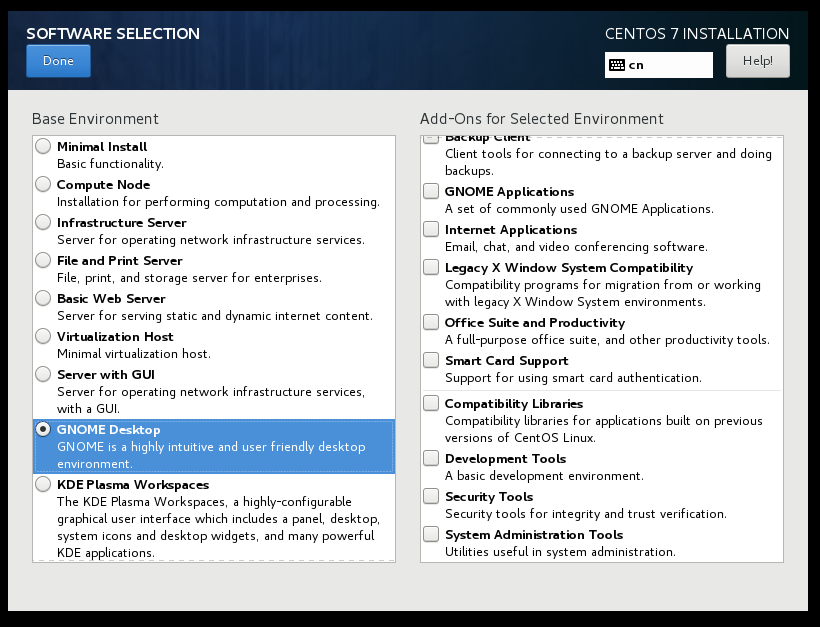 SOFTWARE SELECTION
CENTOS 7 INSTALLATION
Done
cn
Help!
Base Environment
Minimal Install
Basic functionality.
Compute Node
Installation for performing computation and processing.
Infrastructure Server
Server for operating network infrastructure services.
File and Print Server
File, print, and storage server for enterprises.
Basic Web Server
Server for serving static and dynamic internet content.
Virtualization Host
Minimal virtualization host.
Server with GUI
Server for operating network infrastructure services,
with a GUI.
GNOME Desktop
GNOME is a highly intuitive and user friendly desktop
environment.
KDE Plasma Workspaces
The KDE Plasma Workspaces, a highly-configurable
graphical user interface which includes a panel, desktop,
system icons and desktop widgets, and many powerful
KDE applications.
Add-Ons for Selected Environment
Backup Client
Client tools for connecting to a backup server and doing
backups.
GNOME Applications
A set of commonly used GNOME Applications.
Internet Applications
Email, chat, and video conferencing software.
Legacy X Window System Compatibility
Compatibility programs for migration from or working
with legacy X Window System environments.
Office Suite and Productivity
A full-purpose office suite, and other productivity tools.
Smart Card Support
Support for using smart card authentication.
Compatibility Libraries
Compatibility libraries for applications built on previous
versions of CentOS Linux.
Development Tools
A basic development environment.
Security Tools
Security tools for integrity and trust verification.
System Administration Tools
Utilities useful in system administration.